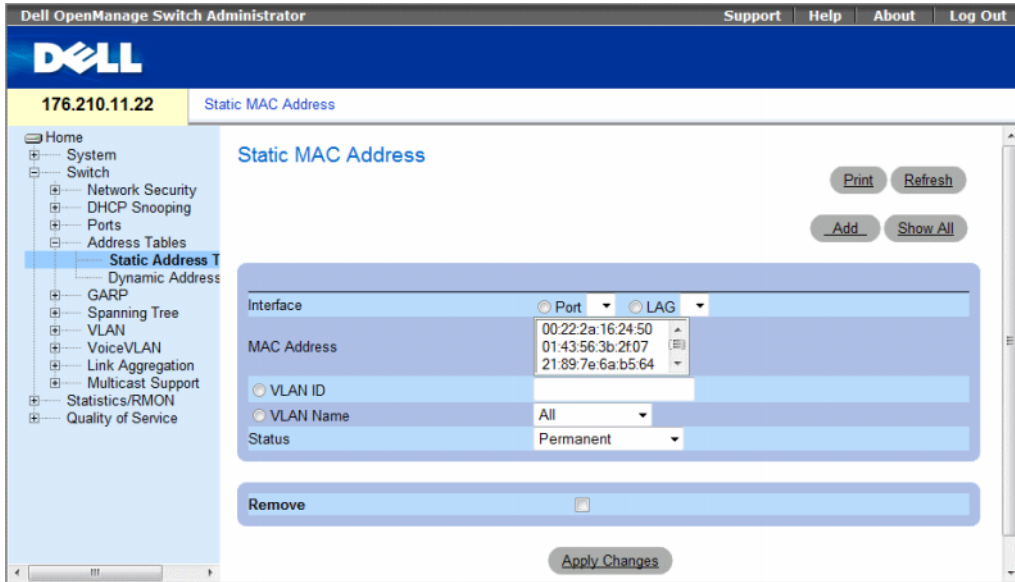 Dell OpenManage Switch Administrator
Support Help About Log Out
DELL
176.210.11.22
Static MAC Address
Home
System
Switch
Network Security
DHCP Snooping
Ports
Address Tables
Static Address T
Dynamic Address
GARP
Spanning Tree
VLAN
VoiceVLAN
Link Aggregation
Multicast Support
Statistics/RMON
Quality of Service
Static MAC Address
Print Refresh
Add Show All
Interface Port LAG
MAC Address
00:22:2a:16:24:50
01:43:56:3b:2f:07
21:89:7e:6a:b5:64
VLAN ID
VLAN Name All
Status Permanent
Remove
Apply Changes